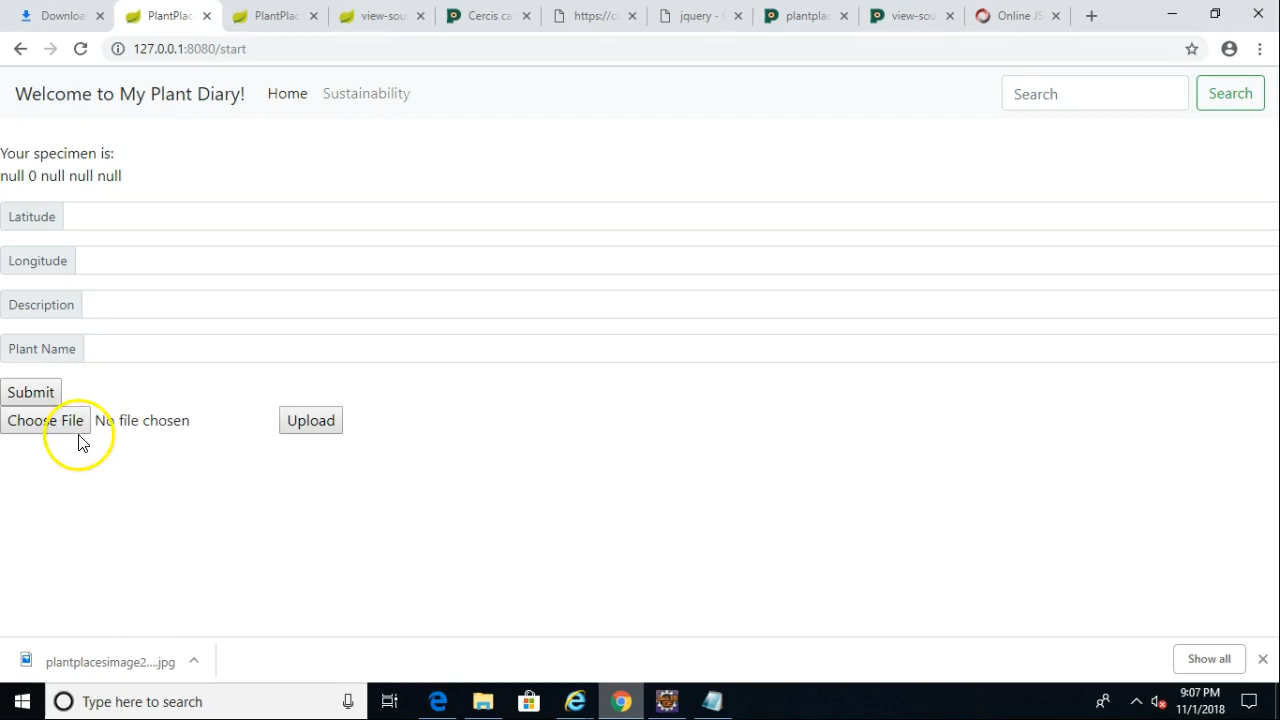 Downloa
PlantPlac
PlantPlac
view-sou
Cercis ca
https://c
jquery - 
plantplac
view-sou
Online JS
127.0.0.1:8080/start
Welcome to My Plant Diary!
Home
Sustainability
Search
Search
Your specimen is:
null 0 null null null
Latitude
Longitude
Description
Plant Name
Submit
Choose File No file chosen
Upload
plantplacesimage2....jpg
Show all
Type here to search
9:07 PM
11/1/2018